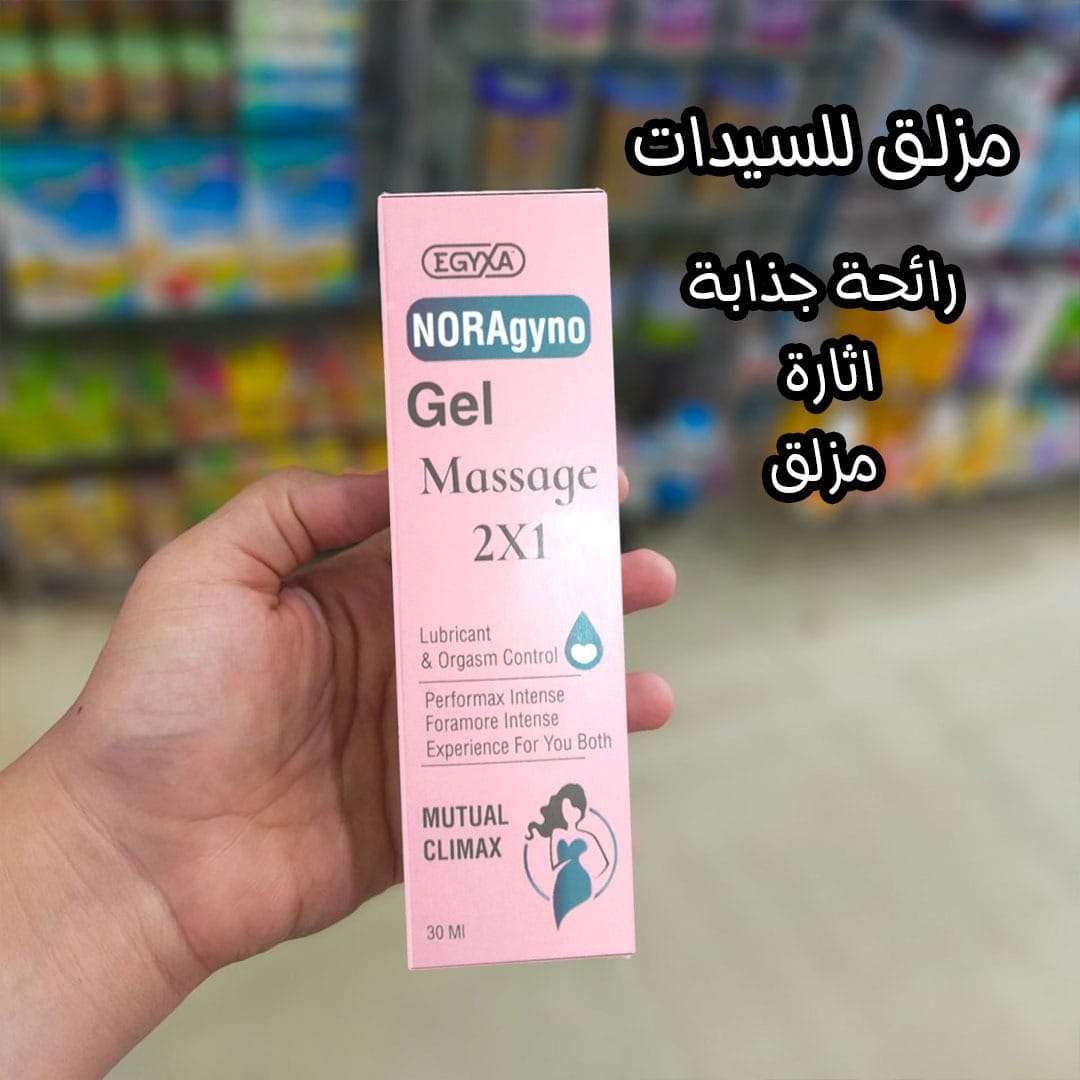 مزلق للسيدات
رائحة جذابة
اثارة
مزلق
EGYXA
NORAgyno
Gel
Massage
2X1
Lubricant
& Orgasm Control
Performax Intense
Foramore Intense
Experience For You Both
MUTUAL
CLIMAX
30 Ml